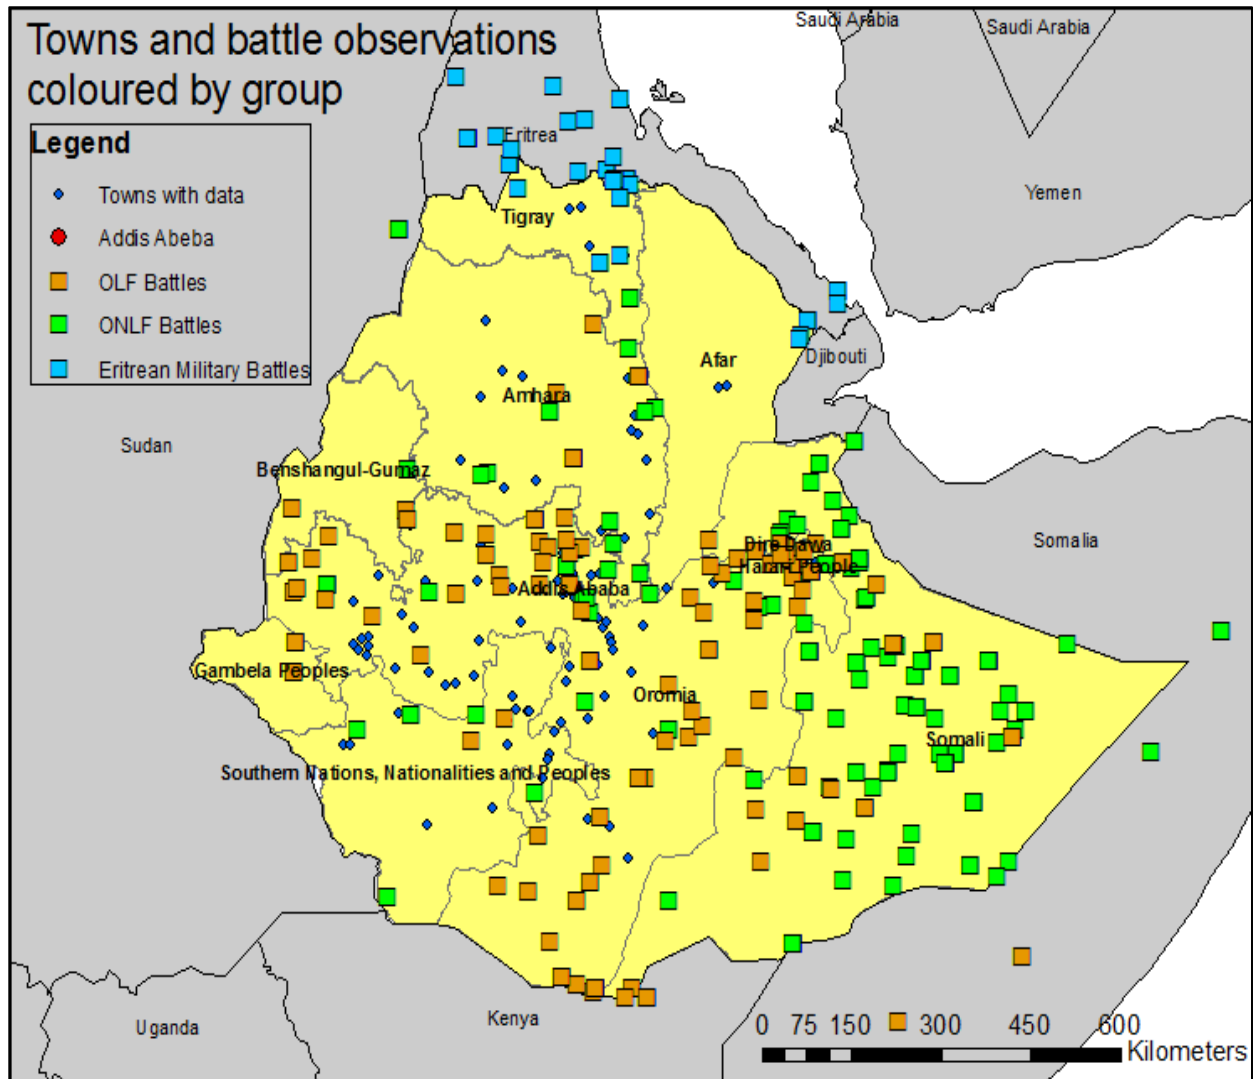 Saudi Arabia
Saudi Arabia
Towns and battle observations
coloured by group
Legend
Towns with data
Addis Abeba
OLF Battles
ONLF Battles
Eritrean Military Battles
Eritrea
Yemen
Tigray
Afar
Djibouti
Amhara
Sudan
Benshangul-Gumaz
Somalia
Dire Dawa
Harari People
Addis Ababa
Gambela Peoples
Oromia
Somali
Southern Nations, Nationalities and Peoples
Uganda
Kenya
0 75 150 300 450 600
Kilometers